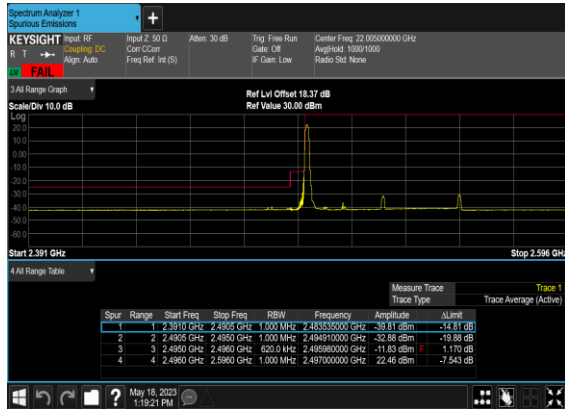 Spectrum Analyzer 1
Spurious Emissions
+
KEYSIGHT Input: RF Input Z: 50 Ω Atten: 30 dB Trig: Free Run Center Freq: 22.005000000 GHz
R T Coupling: DC Corr CCorr Gate: Off Avg|Hold: 1000/1000
Align: Auto Freq Ref: Int (S) IF Gain: Low Radio Std: None
FAIL
3 All Range Graph Ref Lvl Offset 18.37 dB
Scale/Div 10.0 dB Ref Value 30.00 dBm
Log
20.0
10.0
0.00
-10.0
-20.0
-30.0
-40.0
-50.0
-60.0
Start 2.391 GHz Stop 2.596 GHz
4 All Range Table
Measure Trace Trace 1
Trace Type Trace Average (Active)
Spur Range Start Freq Stop Freq RBW Frequency Amplitude ΔLimit
1 1 2.3910 GHz 2.4905 GHz 1.000 MHz 2.483535000 GHz -39.81 dBm -14.81 dB
2 2 2.4905 GHz 2.4950 GHz 1.000 MHz 2.494910000 GHz -32.88 dBm -19.88 dB
3 3 2.4950 GHz 2.4960 GHz 620.0 kHz 2.495980000 GHz -11.83 dBm F 1.170 dB
4 4 2.4960 GHz 2.5960 GHz 1.000 MHz 2.497000000 GHz 22.46 dBm -7.543 dB
? May 18, 2023
1:19:21 PM